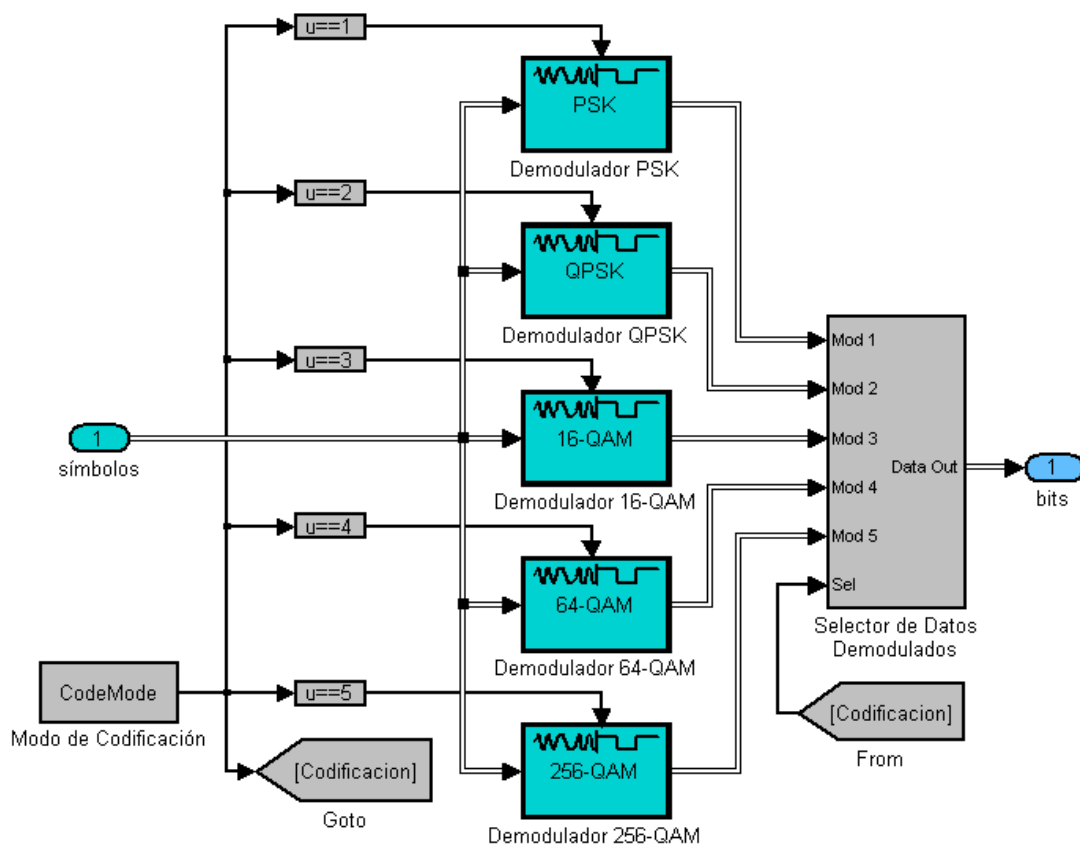 u==1
PSK
Demodulador PSK
u==2
QPSK
Demodulador QPSK
u==3
16-QAM
Demodulador 16-QAM
1
símbolos
u==4
64-QAM
Demodulador 64-QAM
Mod 1
Mod 2
Mod 3
Mod 4
Mod 5
Sel
Data Out
Selector de Datos
Demodulados
1
bits
CodeMode
Modo de Codificación
u==5
256-QAM
Demodulador 256-QAM
[Codificacion]
Goto
[Codificacion]
From